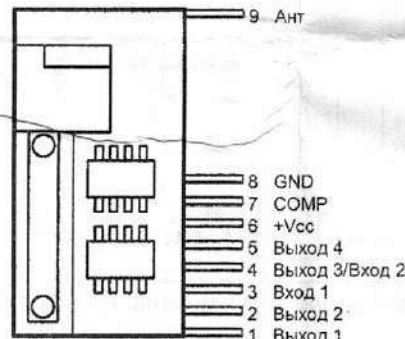 9 Ант
8 GND
7 COMP
6 +Vcc
5 Выход 4
4 Выход 3/Вход 2
3 Вход 1
2 Выход 2
1 Выход 1